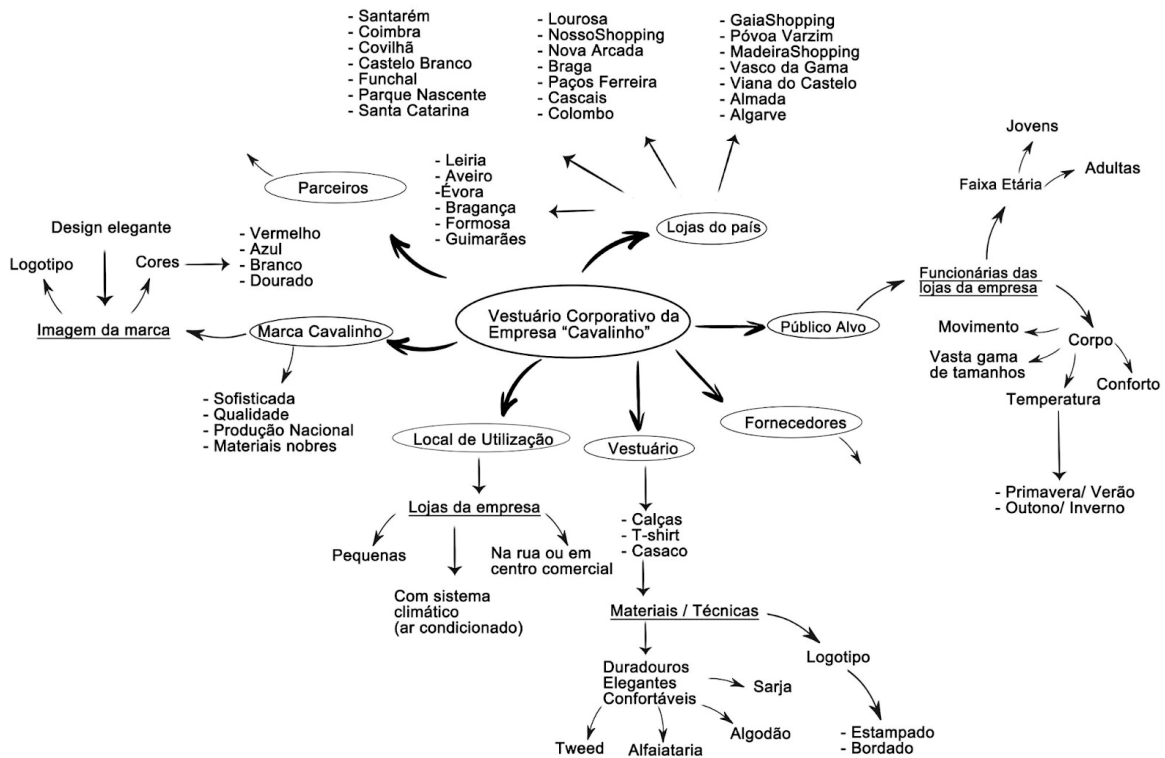 - Santarém
- Coimbra
- Covilhã
- Castelo Branco
- Funchal
- Parque Nascente
- Santa Catarina
- Lourosa
- NossoShopping
- Nova Arcada
- Braga
- Paços Ferreira
- Cascais
- Colombo
- GaiaShopping
- Póvoa Varzim
- MadeiraShopping
- Vasco da Gama
- Viana do Castelo
- Almada
- Algarve
- Leiria
- Aveiro
-Évora
- Bragança
- Formosa
- Guimarães
Parceiros
Lojas do país
Jovens
Adultas
Faixa Etária
Funcionárias das
lojas da empresa
Design elegante
Logotipo
Cores
- Vermelho
- Azul
- Branco
- Dourado
Imagem da marca
Marca Cavalinho
Vestuário Corporativo da
Empresa “Cavalinho”
Público Alvo
Movimento
Corpo
Vasta gama
de tamanhos
Conforto
Temperatura
- Primavera/ Verão
- Outono/ Inverno
- Sofisticada
- Qualidade
- Produção Nacional
- Materiais nobres
Local de Utilização
Vestuário
Fornecedores
Lojas da empresa
Pequenas
Na rua ou em
centro comercial
Com sistema
climático
(ar condicionado)
- Calças
- T-shirt
- Casaco
Materiais / Técnicas
Logotipo
Duradouros
Elegantes
Confortáveis
Sarja
Algodão
Tweed
Alfaiataria
- Estampado
- Bordado